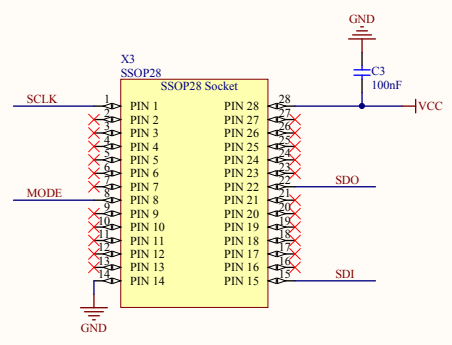 GND
X3
SSOP28
C3
100nF
SSOP28 Socket
SCLK 1 PIN 1 PIN 28 28 VCC
2 PIN 2 PIN 27 27
3 PIN 3 PIN 26 26
4 PIN 4 PIN 25 25
5 PIN 5 PIN 24 24
6 PIN 6 PIN 23 23
7 PIN 7 PIN 22 22 SDO
MODE 8 PIN 8 PIN 21 21
9 PIN 9 PIN 20 20
10 PIN 10 PIN 19 19
11 PIN 11 PIN 18 18
12 PIN 12 PIN 17 17
13 PIN 13 PIN 16 16
14 PIN 14 PIN 15 15 SDI
GND